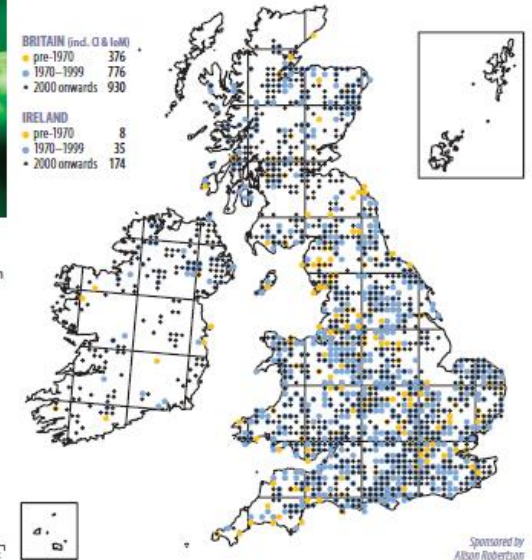 BRITAIN (incl. CI & IoM)
pre-1970 376
1970–1999 776
2000 onwards 930
IRELAND
pre-1970 8
1970–1999 35
2000 onwards 174
Sponsored by
Alison Robertson